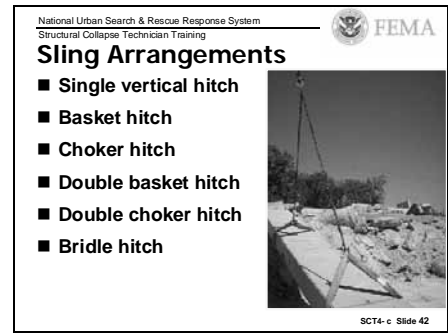 National Urban Search & Rescue Response System
Structural Collapse Technician Training
FEMA
Sling Arrangements
Single vertical hitch
Basket hitch
Choker hitch
Double basket hitch
Double choker hitch
Bridle hitch
SCT4- c Slide 42